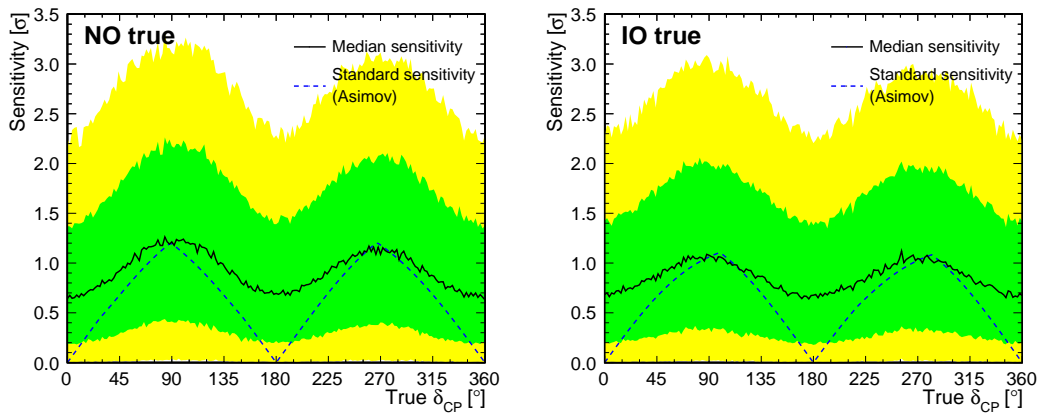 Sensitivity [σ]
3.5
3.0
2.5
2.0
1.5
1.0
0.5
0.0
NO true
Median sensitivity
Standard sensitivity
(Asimov)
0 45 90 135 180 225 270 315 360
True δCP [°]
Sensitivity [σ]
3.5
3.0
2.5
2.0
1.5
1.0
0.5
0.0
IO true
Median sensitivity
Standard sensitivity
(Asimov)
0 45 90 135 180 225 270 315 360
True δCP [°]